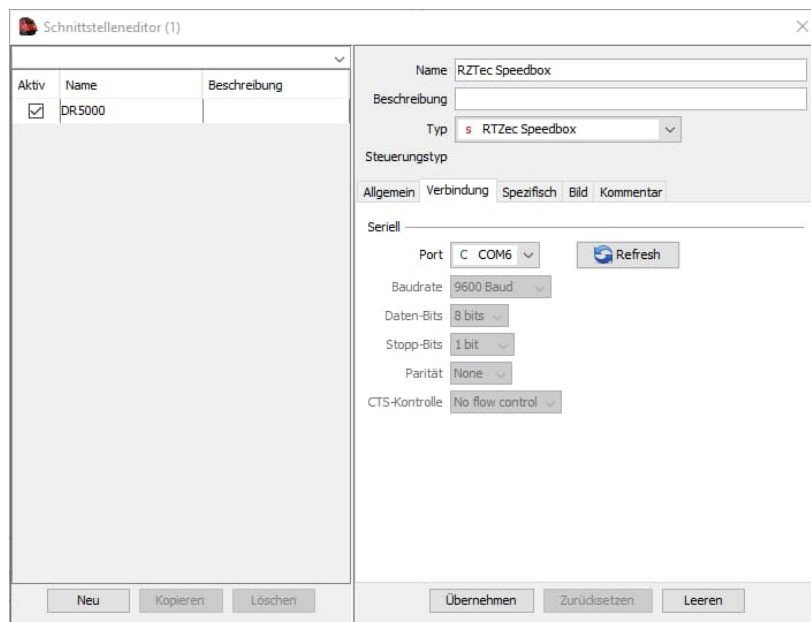 Schnittstelleneditor (1)
Aktiv Name Beschreibung
DR5000
Neu Kopieren Löschen
Name RZTec Speedbox
Beschreibung
Typ s RTZec Speedbox
Steuerungstyp
Allgemein Verbindung Spezifisch Bild Kommentar
Seriell
Port C COM6 Refresh
Baudrate 9600 Baud
Daten-Bits 8 bits
Stopp-Bits 1 bit
Parität None
CTS-Kontrolle No flow control
Übernehmen Zurücksetzen Leeren